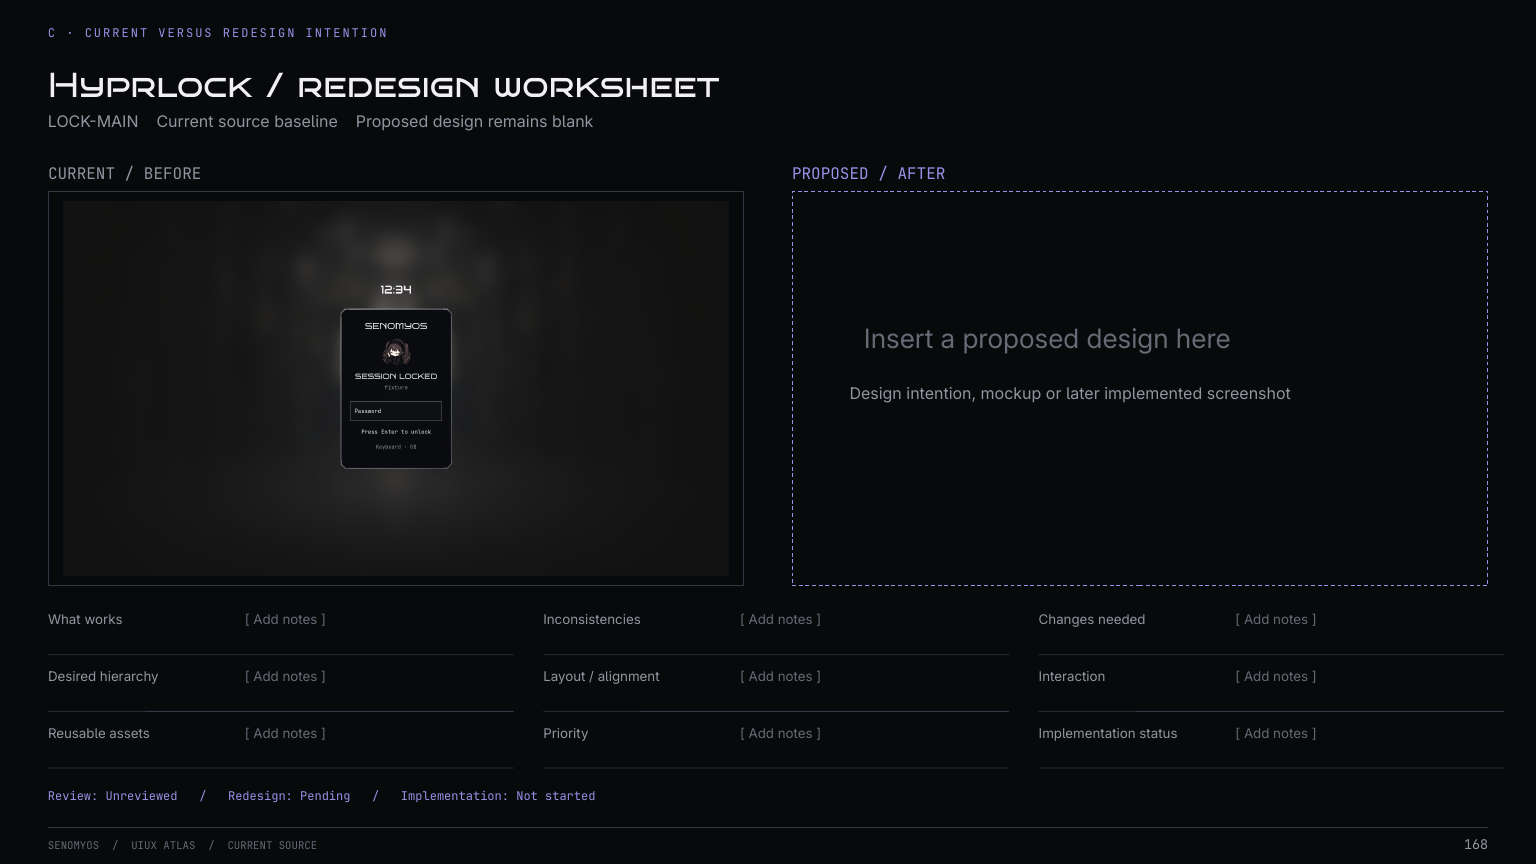 C · CURRENT VERSUS REDESIGN INTENTION
Hyprlock / redesign worksheet
LOCK-MAIN Current source baseline Proposed design remains blank
CURRENT / BEFORE
PROPOSED / AFTER
12:34
SENOMYOS
SESSION LOCKED
fixture
Password
Press Enter to unlock
Keyboard · GB
Insert a proposed design here
Design intention, mockup or later implemented screenshot
What works [ Add notes ]
Inconsistencies [ Add notes ]
Changes needed [ Add notes ]
Desired hierarchy [ Add notes ]
Layout / alignment [ Add notes ]
Interaction [ Add notes ]
Reusable assets [ Add notes ]
Priority [ Add notes ]
Implementation status [ Add notes ]
Review: Unreviewed / Redesign: Pending / Implementation: Not started
SENOMYOS / UIUX ATLAS / CURRENT SOURCE
168